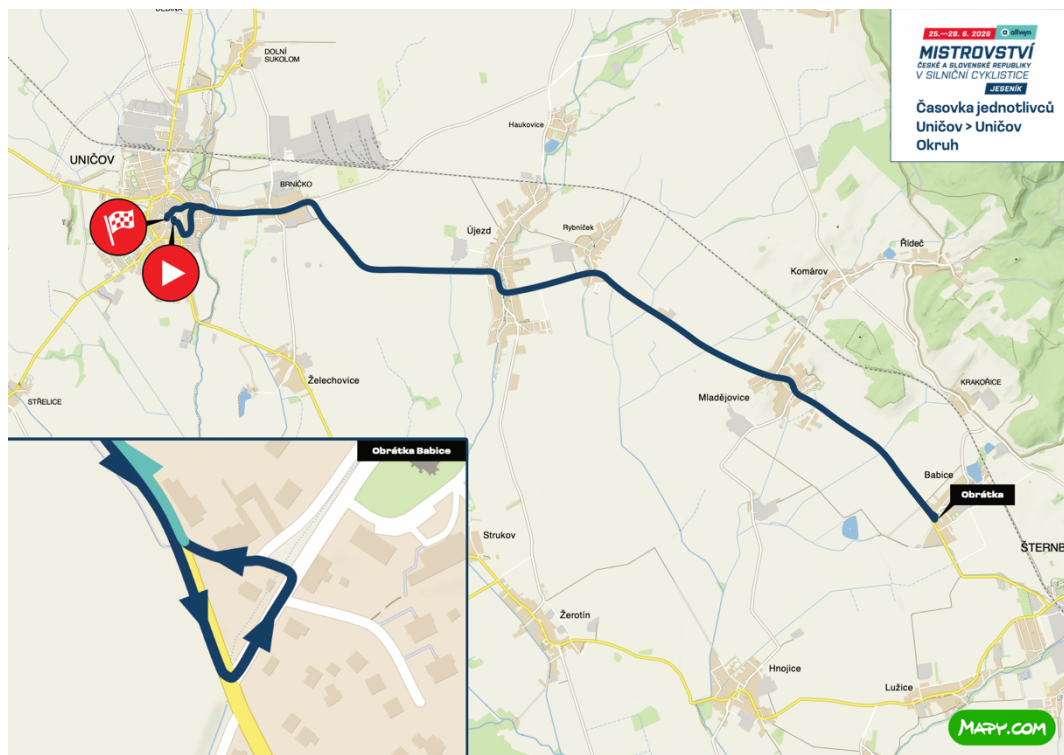 25.—28. 6. 2026 allwyn
MISTROVSTVÍ
ČESKÉ A SLOVENSKÉ REPUBLIKY
V SILNIČNÍ CYKLISTICE
JESENÍK
Časovka jednotlivců
Uničov > Uničov
Okruh
DOLNÍ
SUKOLOM
Haukovice
UNIČOV
BRNÍČKO
Újezd
Rybníček
Řídeč
Komárov
Želechovice
KRAKOŘICE
STŘELICE
Mladějovice
Obrátka Babice
Babice
Obrátka
Strukov
ŠTERNB
Žerotín
Hnojice
Lužice
MAPY.COM